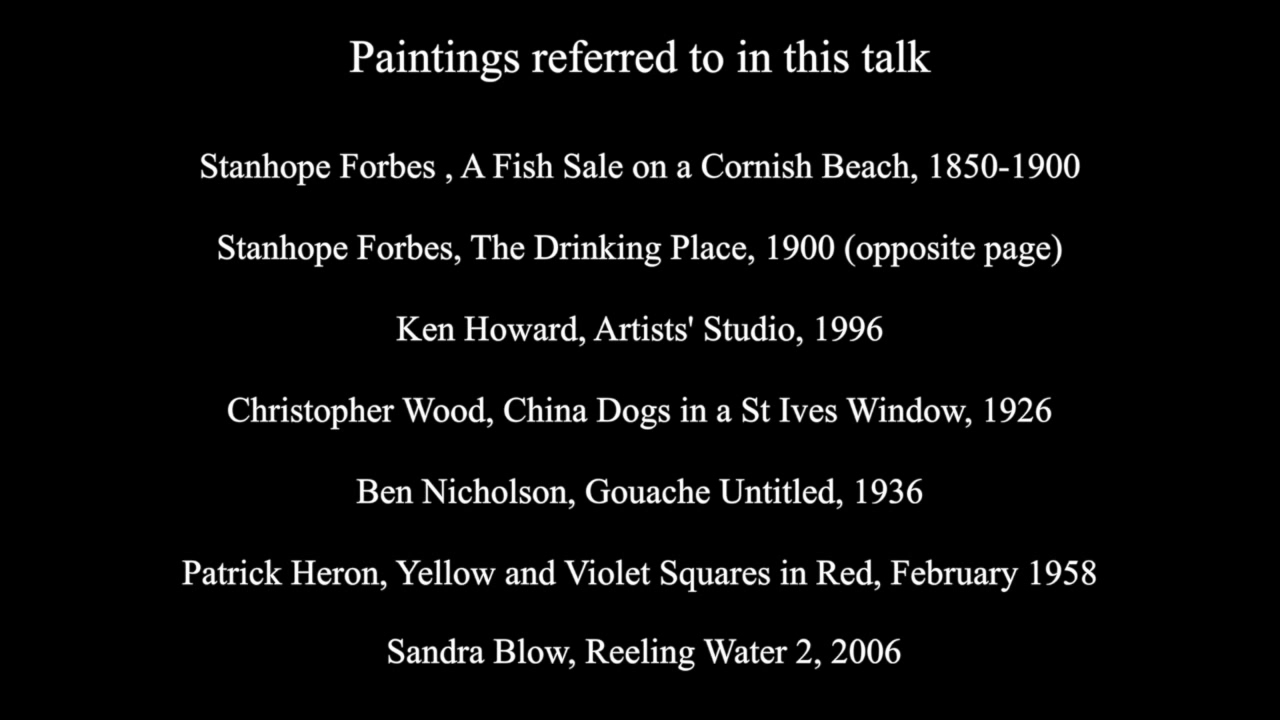 Paintings referred to in this talk
Stanhope Forbes , A Fish Sale on a Cornish Beach, 1850-1900
Stanhope Forbes, The Drinking Place, 1900 (opposite page)
Ken Howard, Artists' Studio, 1996
Christopher Wood, China Dogs in a St Ives Window, 1926
Ben Nicholson, Gouache Untitled, 1936
Patrick Heron, Yellow and Violet Squares in Red, February 1958
Sandra Blow, Reeling Water 2, 2006